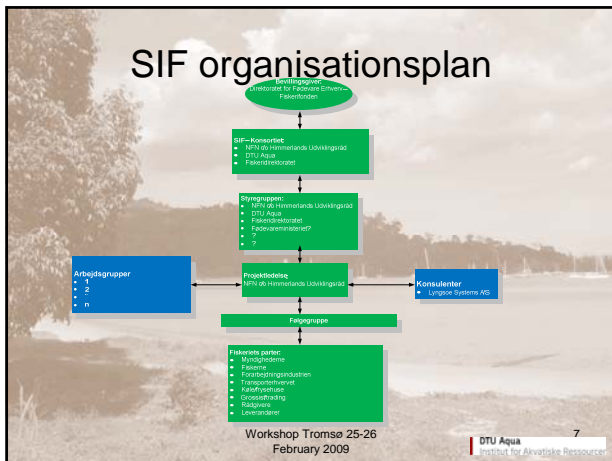 SIF organisationsplan
Bevillingsgiver:
Direktoratet for Fødevare Erhverv–
Fiskerifonden
SIF–Konsortiet:
• NFN c/o Himmerlands Udviklingsråd
• DTU Aqua
• Fiskeridirektoratet
Styregruppen:
• NFN c/o Himmerlands Udviklingsråd
• DTU Aqua
• Fiskeridirektoratet
• Fødevareministeriet?
• ?
• ?
Arbejdsgrupper
• 1
• 2
• ..
• n
Projektledelse
NFN c/o Himmerlands Udviklingsråd
Konsulenter
• Lyngsoe Systems A/S
Følgegruppe
Fiskeriets parter:
• Myndighederne
• Fiskerne
• Forarbejdningsindustrien
• Transporterhvervet
• Køle/frysehuse
• Grossist/trading
• Rådgivere
• Leverandører
Workshop Tromsø 25-26
February 2009
7
DTU Aqua
Institut for Akvatiske Ressourcer